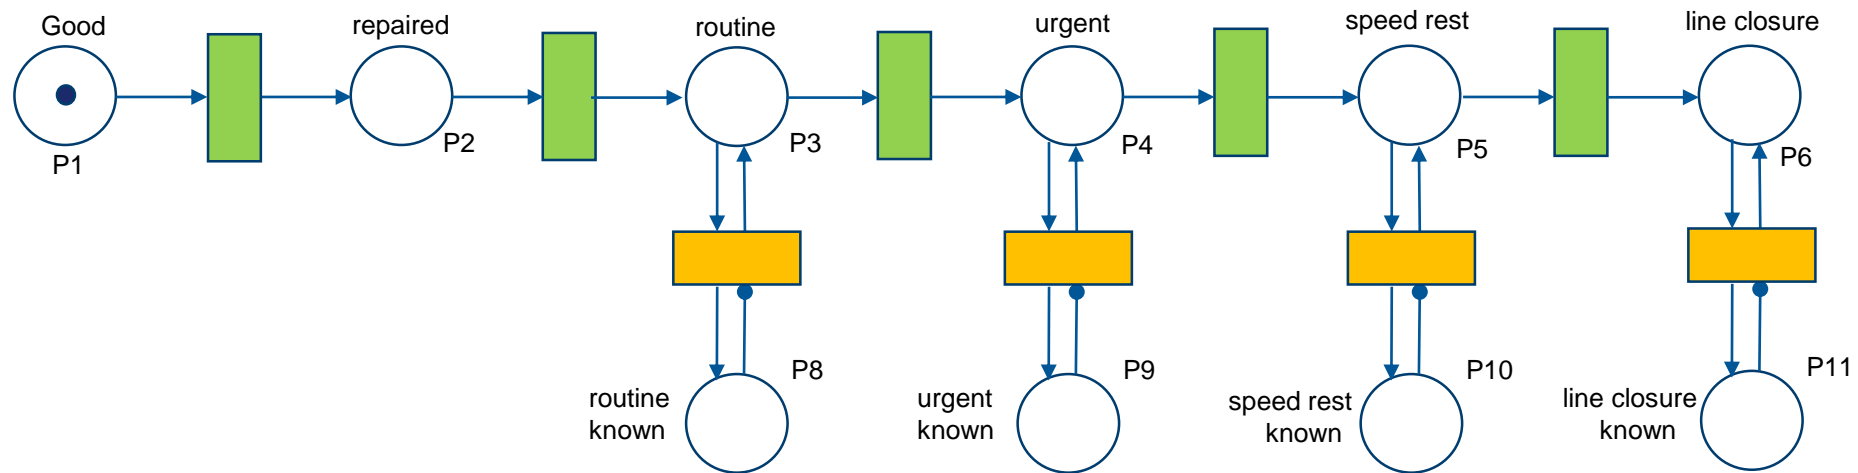 Good
repaired
routine
urgent
speed rest
line closure
P1
P2
P3
P4
P5
P6
P8
P9
P10
P11
routine
known
urgent
known
speed rest
known
line closure
known